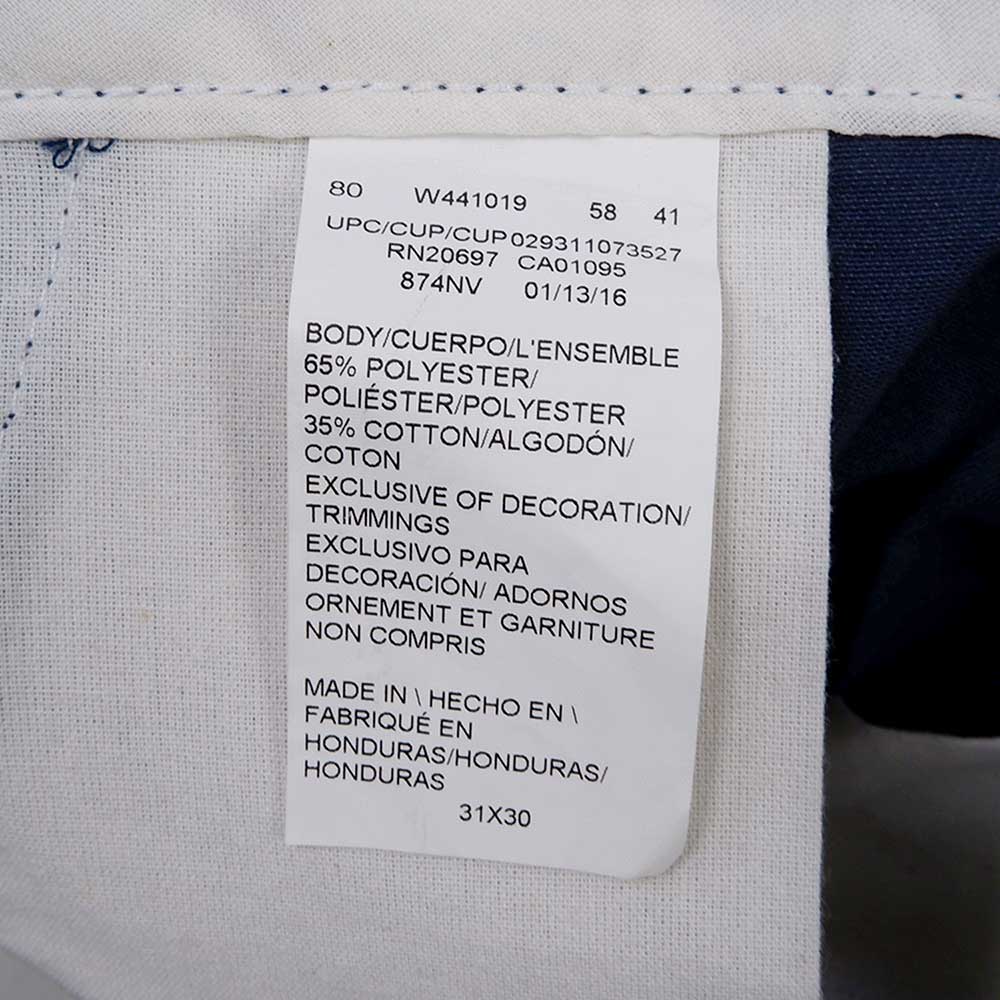 80 W441019 58 41
UPC/CUP/CUP029311073527
RN20697 CA01095
874NV 01/13/16
BODY/CUERPO/L'ENSEMBLE
65% POLYESTER/
POLIÉSTER/POLYESTER
35% COTTON/ALGODÓN/
COTON
EXCLUSIVE OF DECORATION/
TRIMMINGS
EXCLUSIVO PARA
DECORACIÓN/ ADORNOS
ORNEMENT ET GARNITURE
NON COMPRIS
MADE IN \ HECHO EN \
FABRIQUÉ EN
HONDURAS/HONDURAS/
HONDURAS
31X30